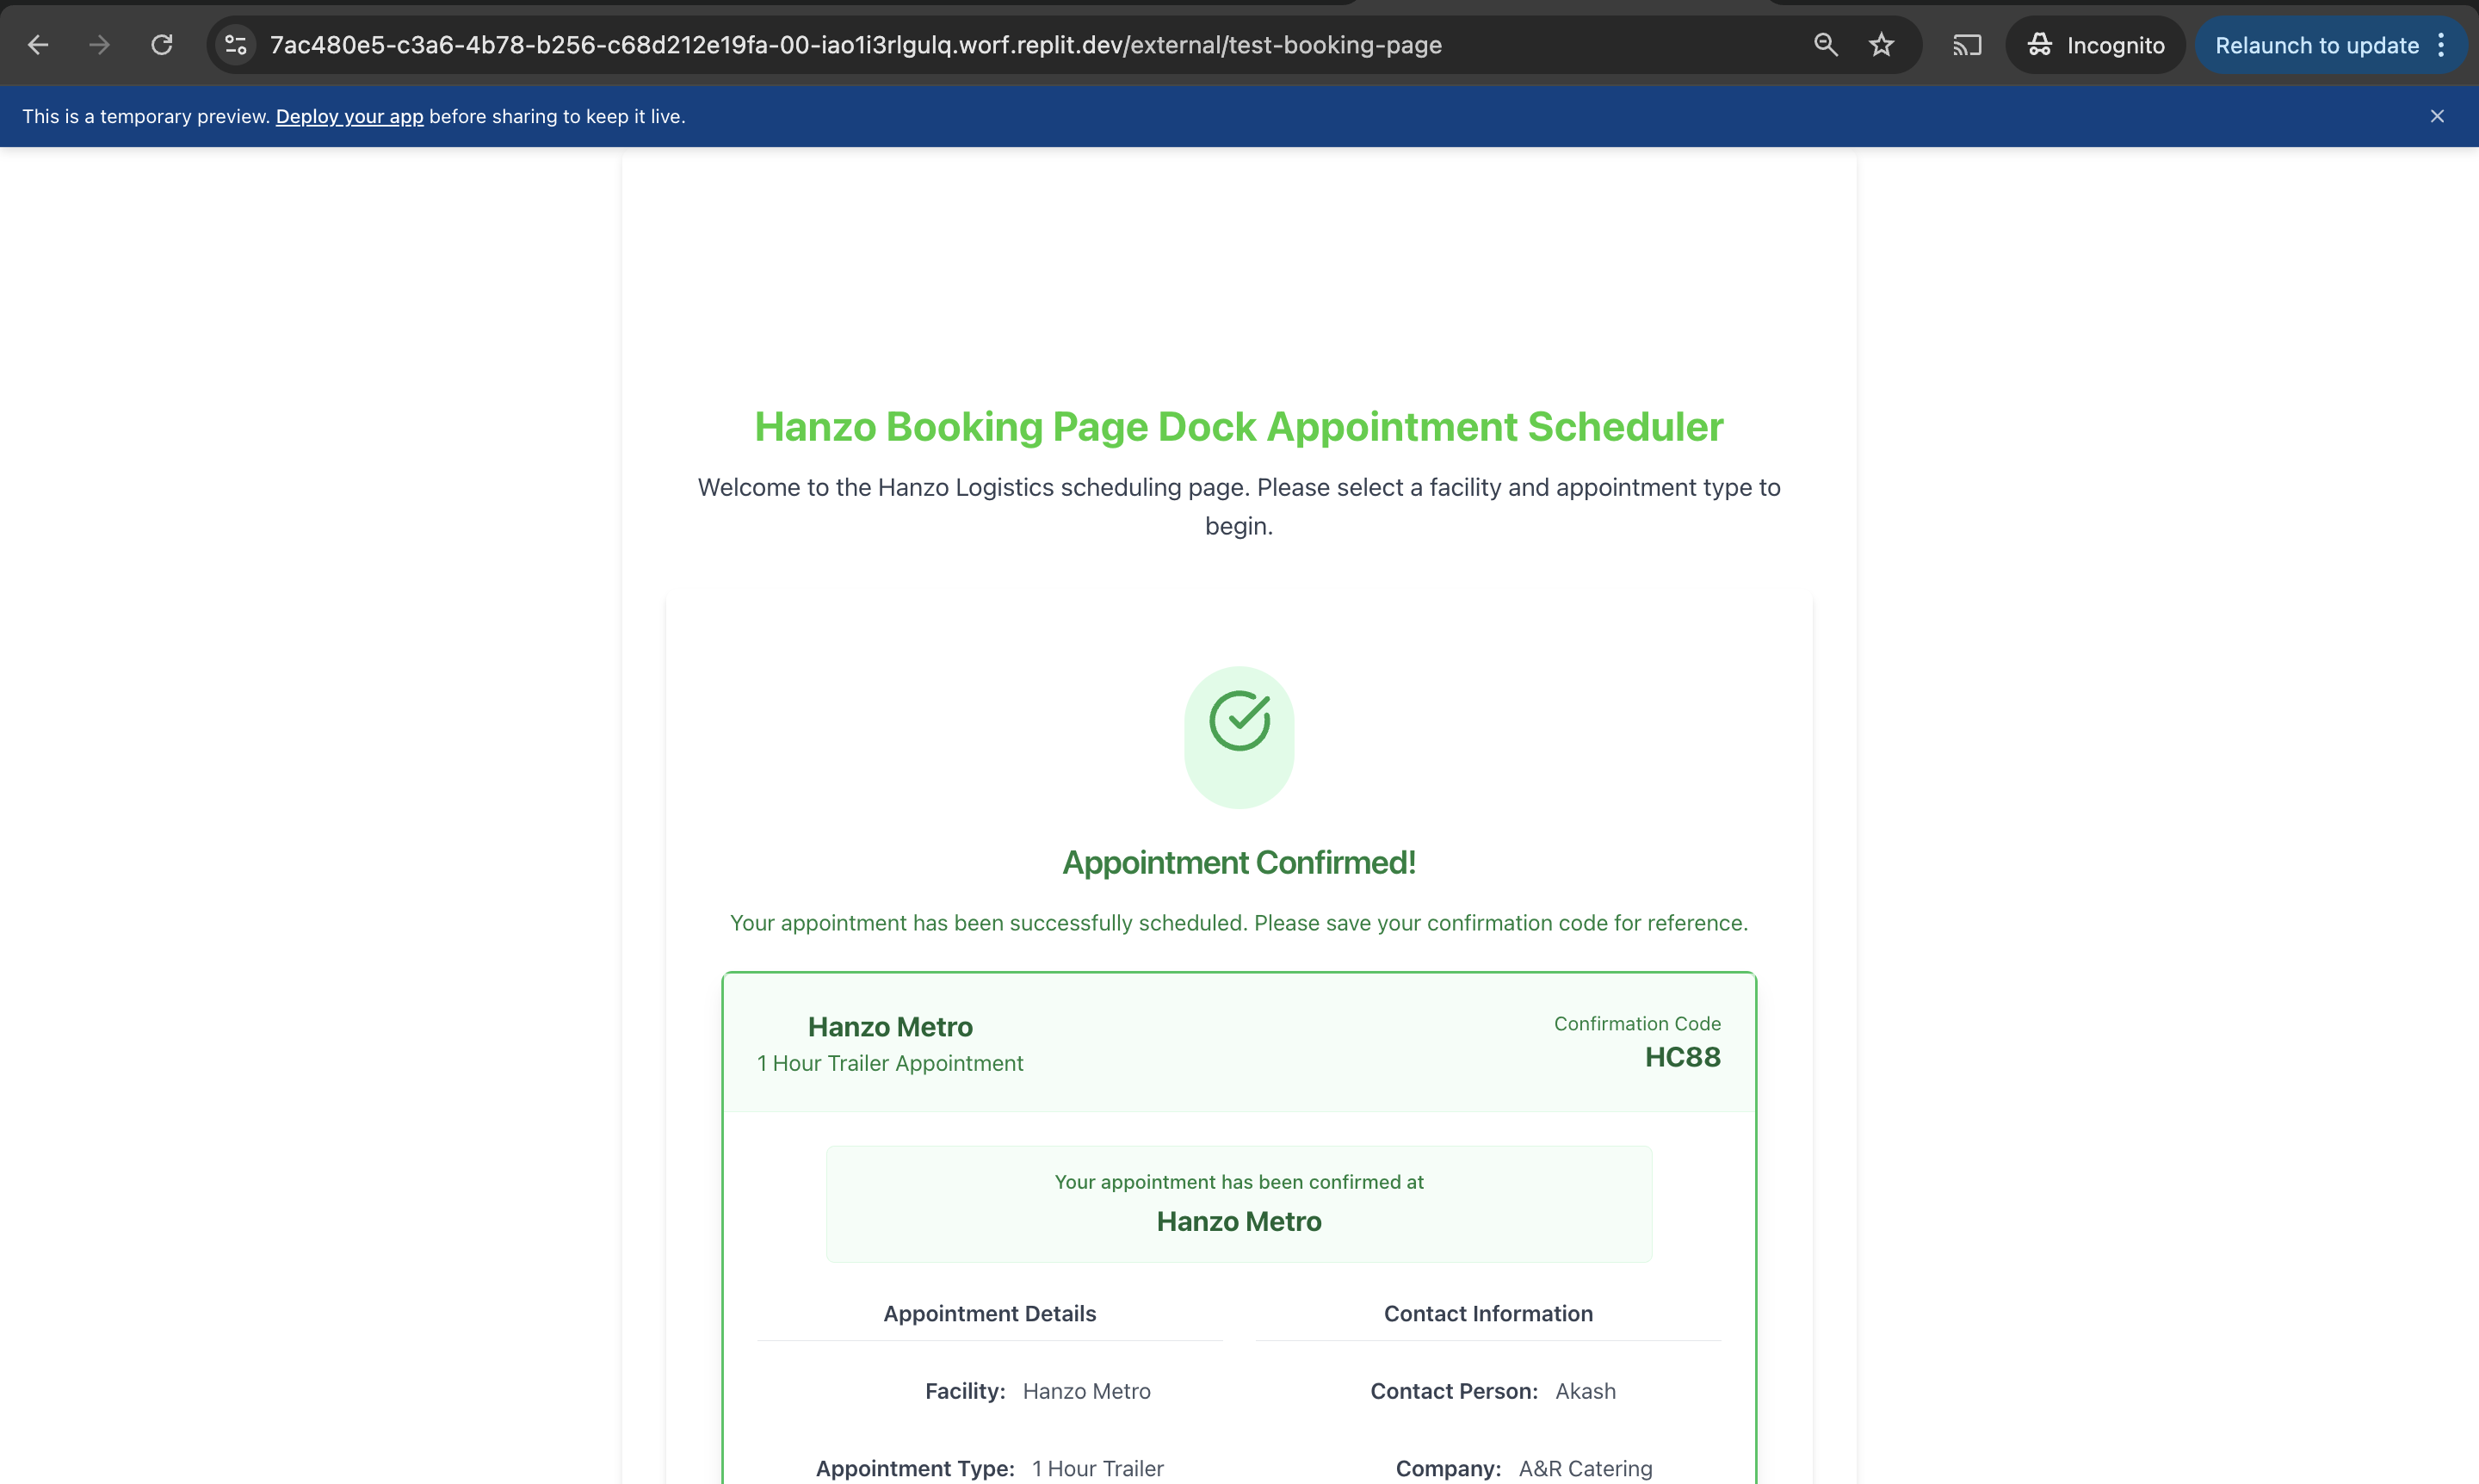 7ac480e5-c3a6-4b78-b256-c68d212e19fa-00-iao1i3rlgulq.worf.replit.dev/external/test-booking-page
Incognito
Relaunch to update
This is a temporary preview. Deploy your app before sharing to keep it live.
Hanzo Booking Page Dock Appointment Scheduler
Welcome to the Hanzo Logistics scheduling page. Please select a facility and appointment type to
begin.
Appointment Confirmed!
Your appointment has been successfully scheduled. Please save your confirmation code for reference.
Hanzo Metro
1 Hour Trailer Appointment
Confirmation Code
HC88
Your appointment has been confirmed at
Hanzo Metro
Appointment Details
Facility: Hanzo Metro
Appointment Type: 1 Hour Trailer
Contact Information
Contact Person: Akash
Company: A&R Catering